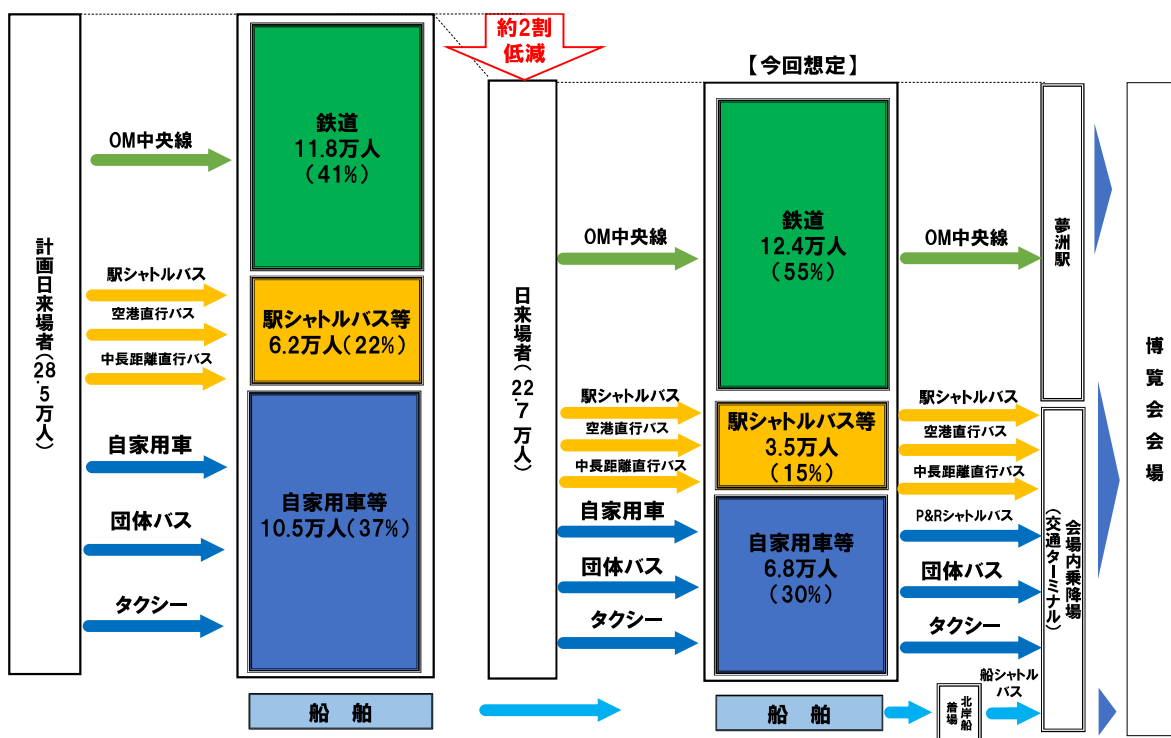 約2割
低減
【今回想定】
計画日来場者(28.5万人)
OM中央線
駅シャトルバス
空港直行バス
中長距離直行バス
自家用車
団体バス
タクシー
鉄道
11.8万人
(41%)
駅シャトルバス等
6.2万人(22%)
自家用車等
10.5万人(37%)
船 舶
日来場者(22.7万人)
OM中央線
駅シャトルバス
空港直行バス
中長距離直行バス
自家用車
団体バス
タクシー
鉄道
12.4万人
(55%)
駅シャトルバス等
3.5万人
(15%)
自家用車等
6.8万人
(30%)
船 舶
OM中央線
駅シャトルバス
空港直行バス
中長距離直行バス
P&Rシャトルバス
団体バス
タクシー
船シャトル
バス
北岸船
着場
夢洲駅
会場内乗降場
(交通ターミナル)
博覧会会場